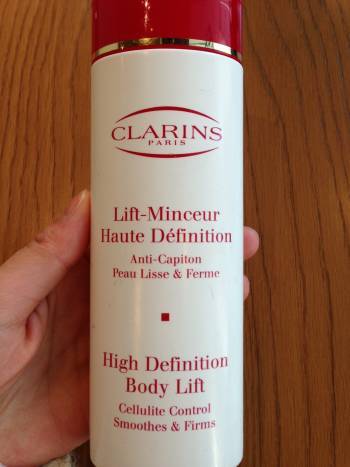 CLARINS
PARIS
Lift-Minceur
Haute Définition
Anti-Capiton
Peau Lisse & Ferme
High Definition
Body Lift
Cellulite Control
Smoothes & Firms